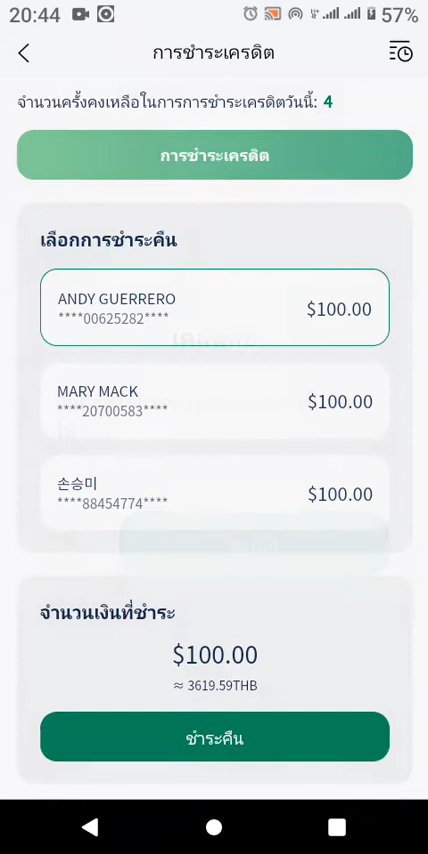 20:44
57%
การชำระเครดิต
จำนวนครั้งคงเหลือในการการชำระเครดิตวันนี้: 4
การชำระเครดิต
เลือกการชำระคืน
ANDY GUERRERO
$100.00
****00625282****
MARY MACK
$100.00
****20700583****
손승미
$100.00
****88454774****
จำนวนเงินที่ชำระ
$100.00
≈ 3619.59THB
ชำระคืน